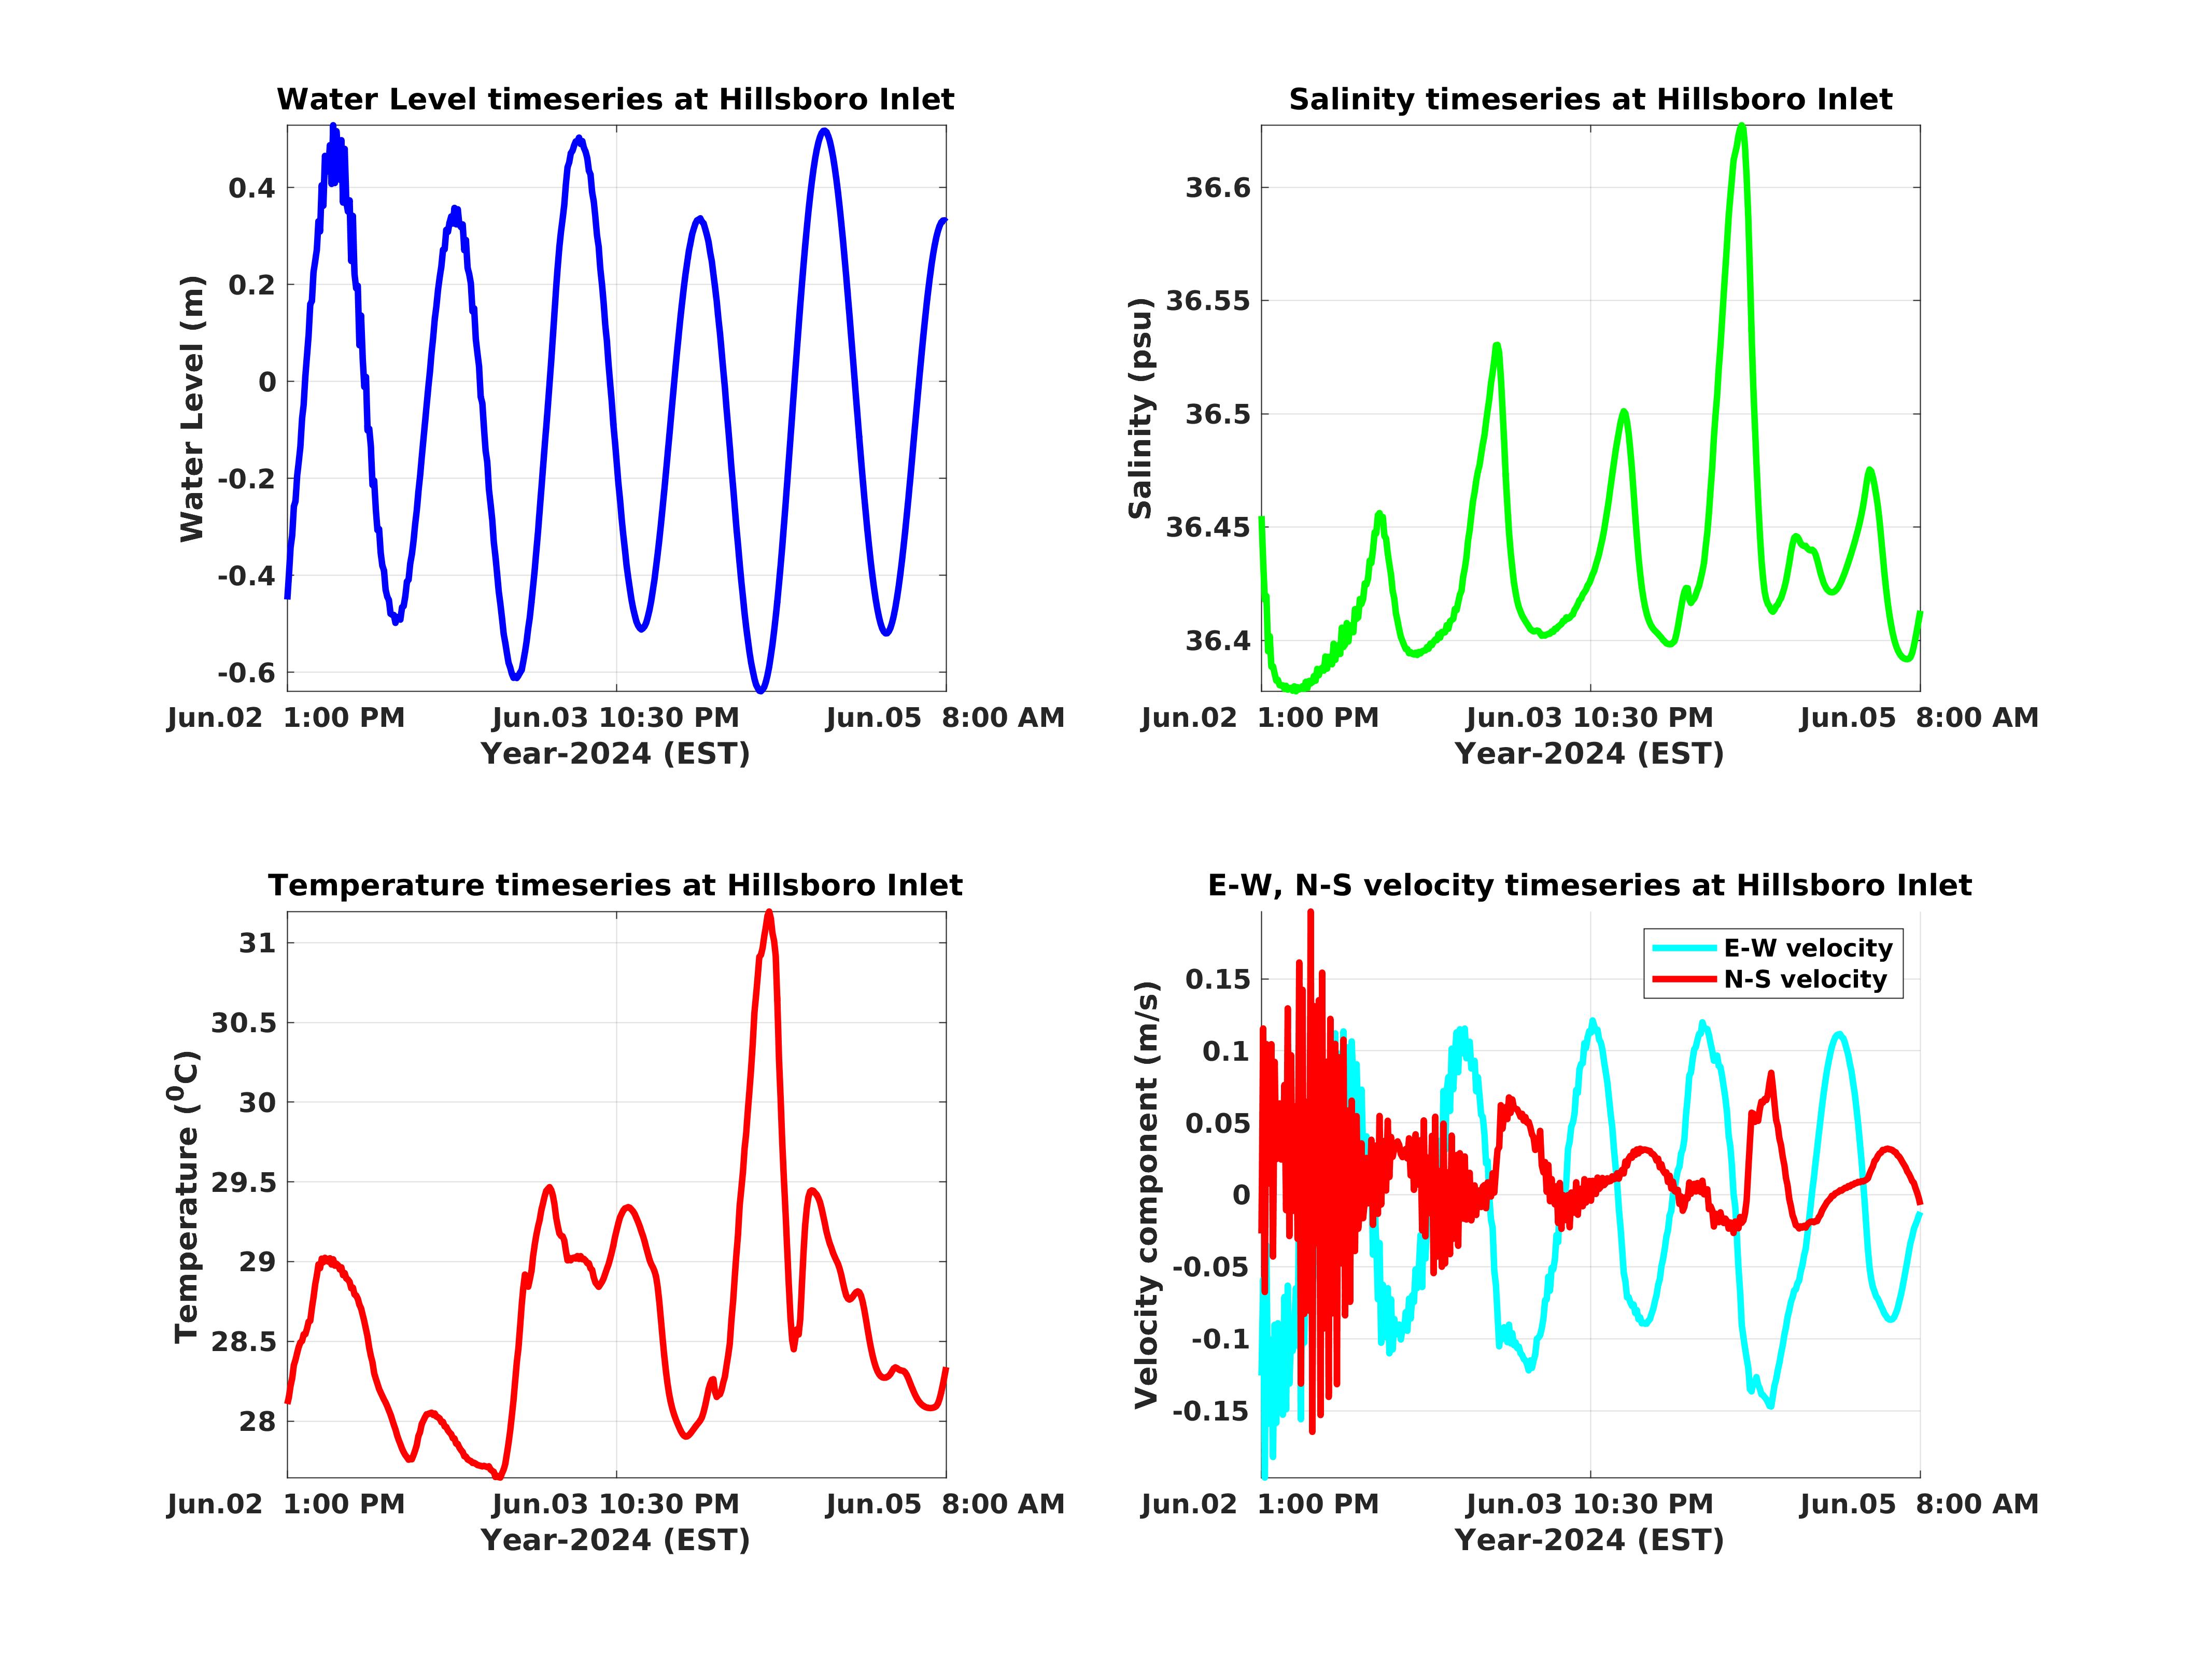 Water Level timeseries at Hillsboro Inlet
0.4
0.2
0
-0.2
-0.4
-0.6
Water Level (m)
Jun.02 1:00 PM Jun.03 10:30 PM Jun.05 8:00 AM
Year-2024 (EST)
Salinity timeseries at Hillsboro Inlet
36.6
36.55
36.5
36.45
36.4
Salinity (psu)
Jun.02 1:00 PM Jun.03 10:30 PM Jun.05 8:00 AM
Year-2024 (EST)
Temperature timeseries at Hillsboro Inlet
31
30.5
30
29.5
29
28.5
28
Temperature (⁰C)
Jun.02 1:00 PM Jun.03 10:30 PM Jun.05 8:00 AM
Year-2024 (EST)
E-W, N-S velocity timeseries at Hillsboro Inlet
E-W velocity
N-S velocity
0.15
0.1
0.05
0
-0.05
-0.1
-0.15
Velocity component (m/s)
Jun.02 1:00 PM Jun.03 10:30 PM Jun.05 8:00 AM
Year-2024 (EST)